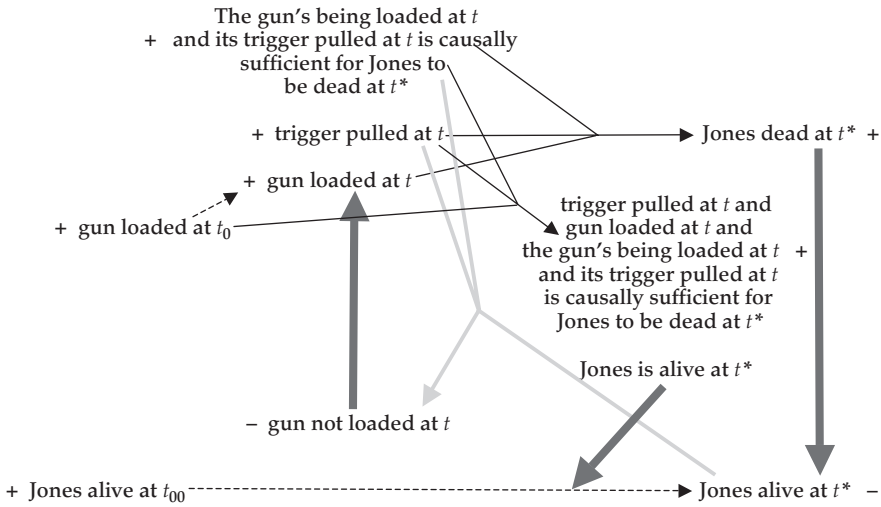 The gun's being loaded at t
+ and its trigger pulled at t is causally
sufficient for Jones to
be dead at t*
+ trigger pulled at t
Jones dead at t* +
+ gun loaded at t
+ gun loaded at t₀
trigger pulled at t and
gun loaded at t and
the gun's being loaded at t +
and its trigger pulled at t
is causally sufficient for
Jones to be dead at t*
Jones is alive at t*
− gun not loaded at t
+ Jones alive at t₀₀
Jones alive at t* −